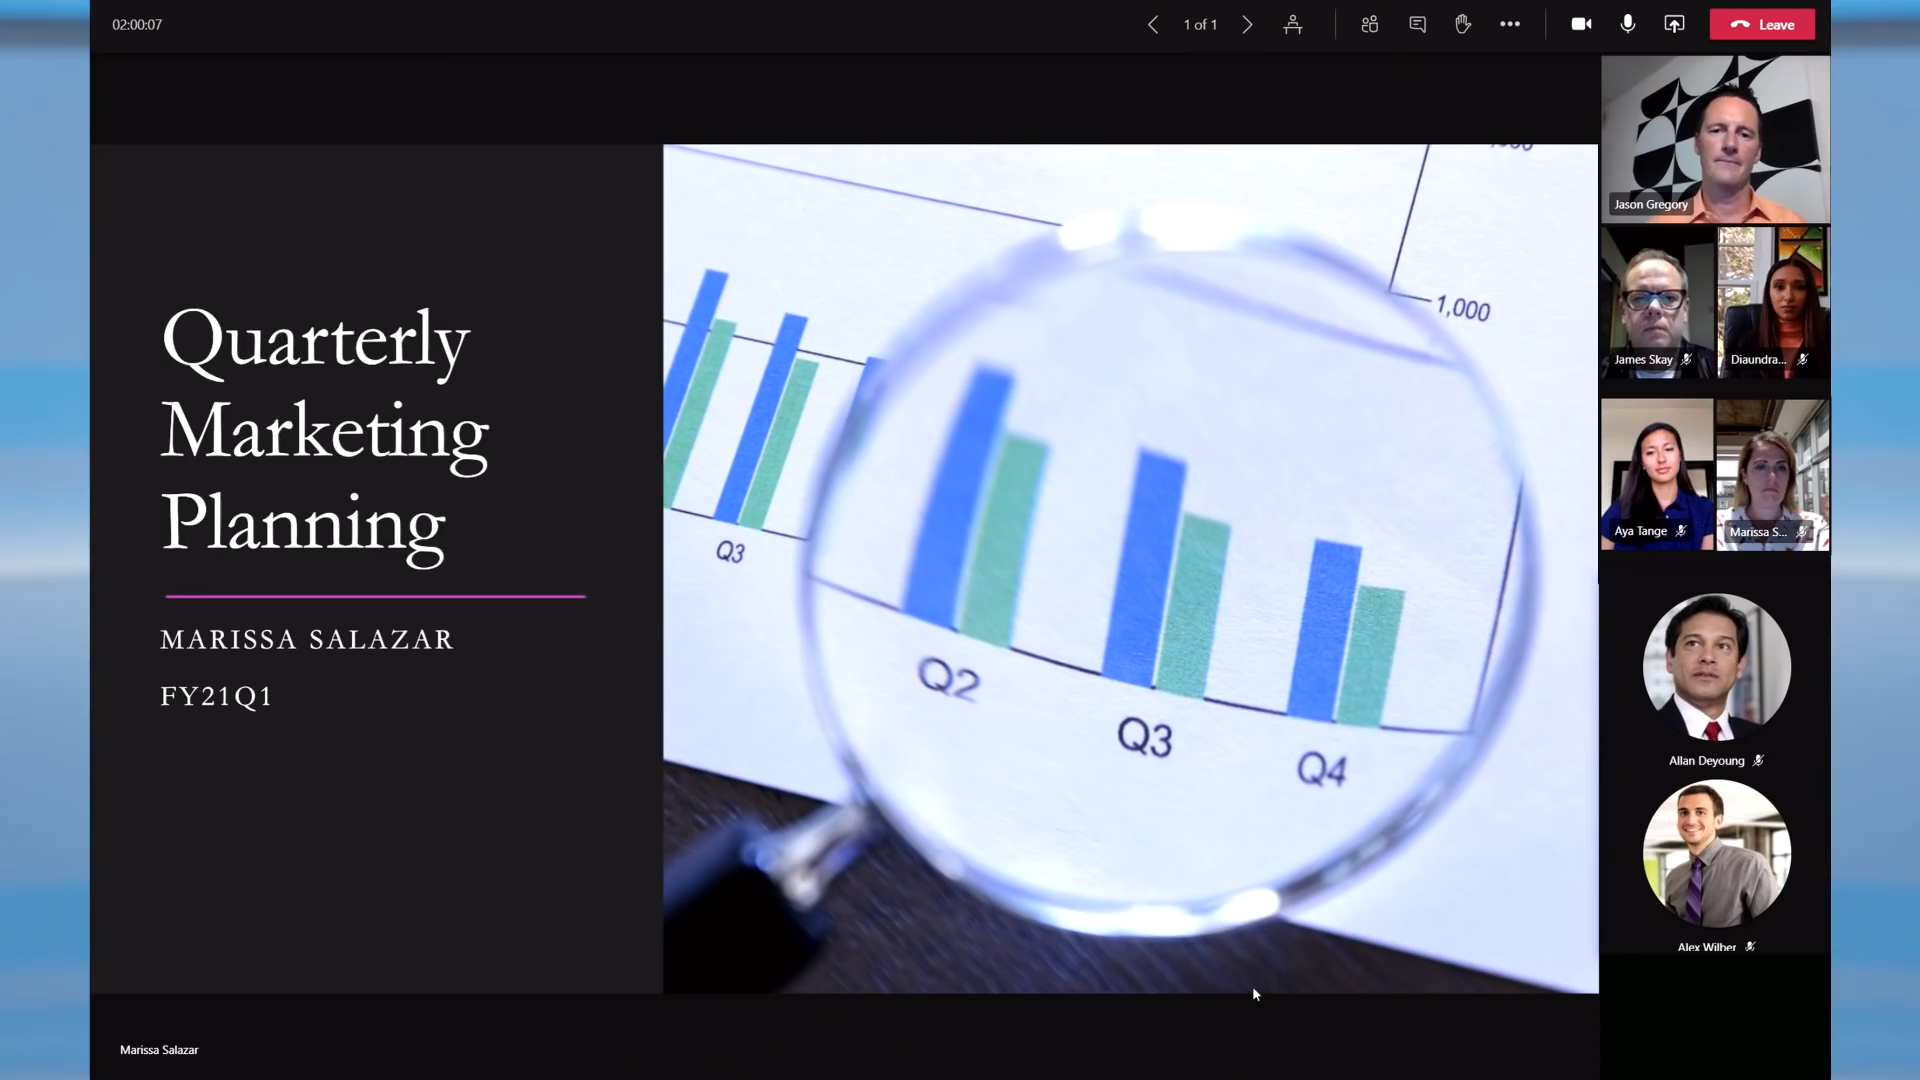 02:00:07
1 of 1
Leave
Quarterly
Marketing
Planning
MARISSA SALAZAR
FY21Q1
1,000
Q3
Q2
Q3
Q4
Jason Gregory
James Skay
Diaundra...
Aya Tange
Marissa S...
Allan Deyoung
Alex Wilber
Marissa Salazar